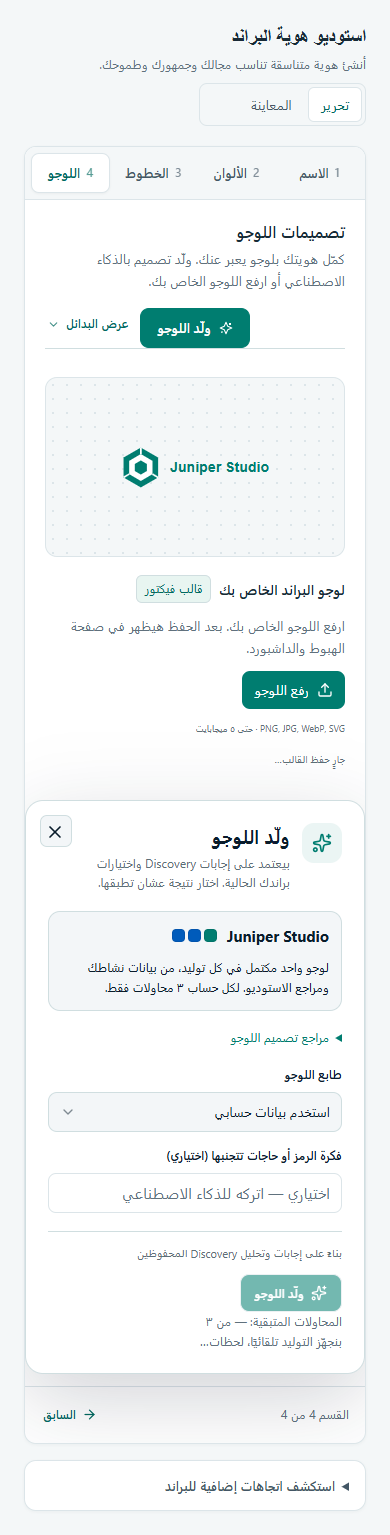 استوديو هوية البراند
أنشئ هوية متناسقة تناسب مجالك وجمهورك وطموحك.
تحرير
المعاينة
1 الاسم
2 الألوان
3 الخطوط
4 اللوجو
تصميمات اللوجو
كمّل هويتك بلوجو يعبر عنك. ولّد تصميم بالذكاء
الاصطناعي أو ارفع اللوجو الخاص بك.
ولّد اللوجو
عرض البدائل
Juniper Studio
لوجو البراند الخاص بك
قالب فيكتور
ارفع اللوجو الخاص بك. بعد الحفظ هيظهر في صفحة
الهبوط والداشبورد.
رفع اللوجو
PNG, JPG, WebP, SVG · حتى ٥ ميجابايت
جارٍ حفظ القالب...
ولّد اللوجو
بيعتمد على إجابات Discovery واختيارات
براندك الحالية. اختار نتيجة عشان تطبقها.
Juniper Studio
لوجو واحد مكتمل في كل توليد، من بيانات نشاطك
ومراجع الاستوديو. لكل حساب ٣ محاولات فقط.
مراجع تصميم اللوجو
طابع اللوجو
استخدم بيانات حسابي
فكرة الرمز أو حاجات تتجنبها (اختياري)
اختياري — اتركه للذكاء الاصطناعي
بناءً على إجابات وتحليل Discovery المحفوظين
ولّد اللوجو
المحاولات المتبقية: — من ٣
بنجهّز التوليد تلقائيًا، لحظات...
القسم 4 من 4
السابق
استكشف اتجاهات إضافية للبراند